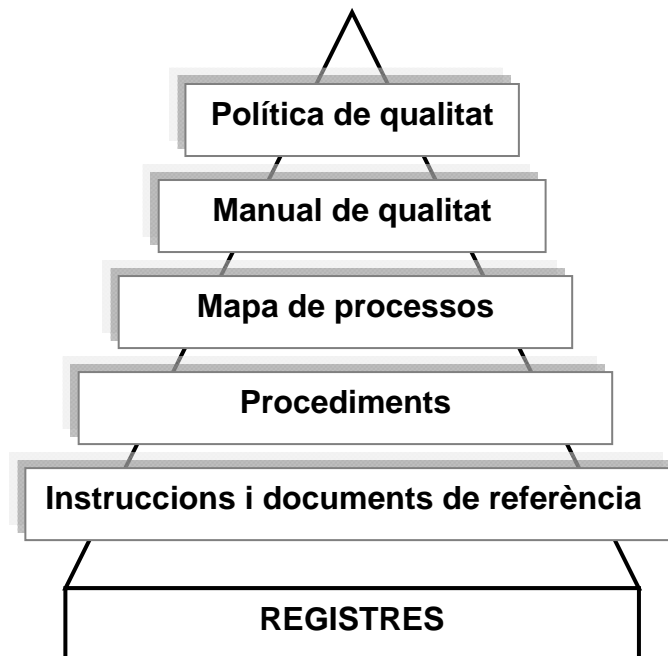 Política de qualitat
Manual de qualitat
Mapa de processos
Procediments
Instruccions i documents de referència
REGISTRES